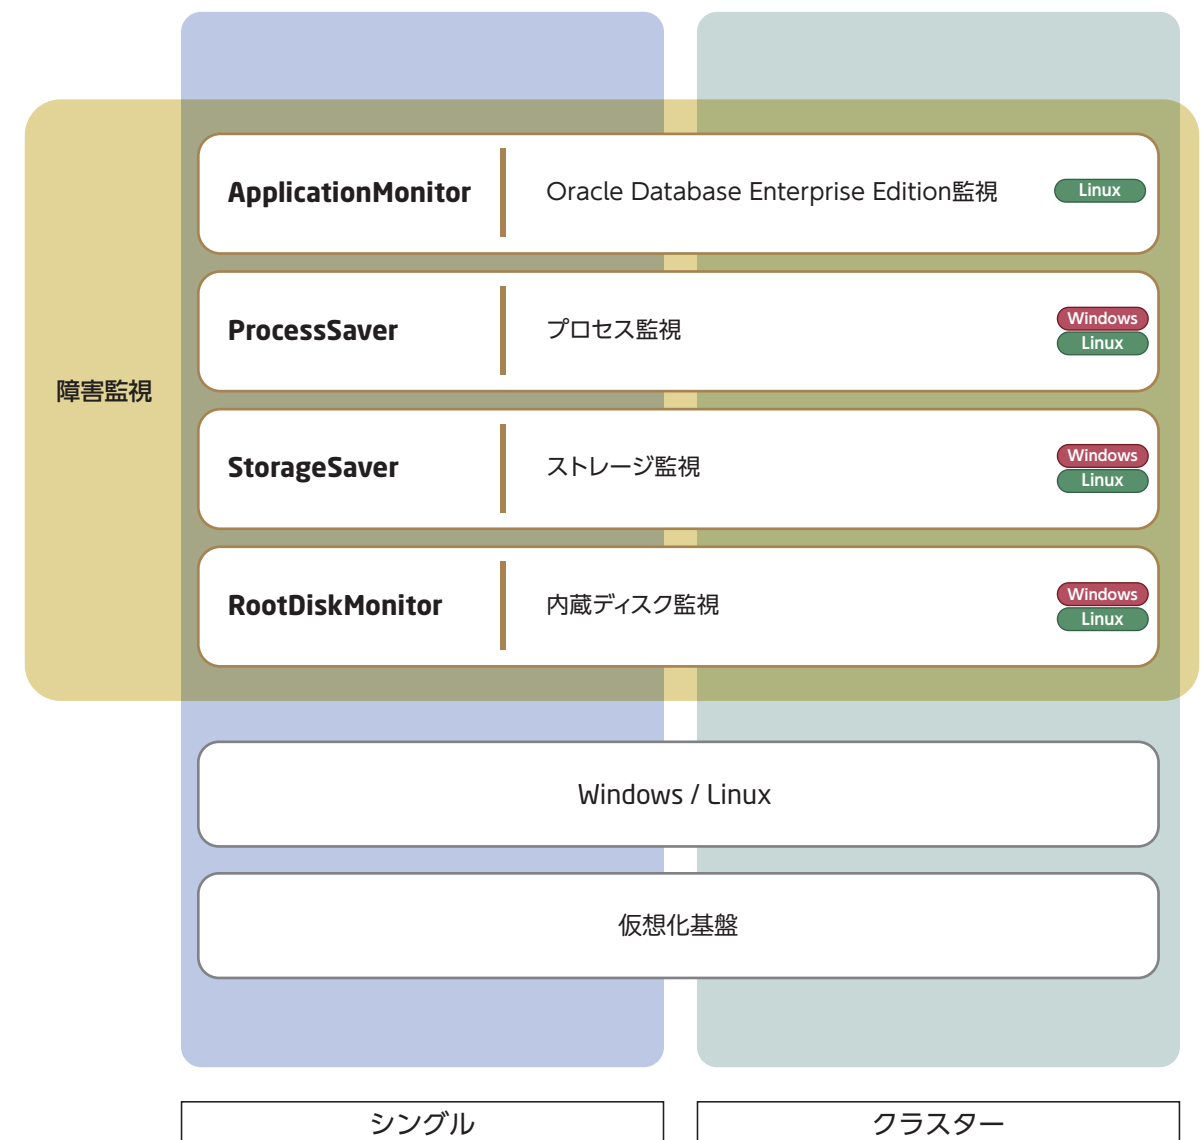 ApplicationMonitor
Oracle Database Enterprise Edition監視
Linux
ProcessSaver
プロセス監視
Windows
Linux
障害監視
StorageSaver
ストレージ監視
Windows
Linux
RootDiskMonitor
内蔵ディスク監視
Windows
Linux
Windows / Linux
仮想化基盤
シングル
クラスター